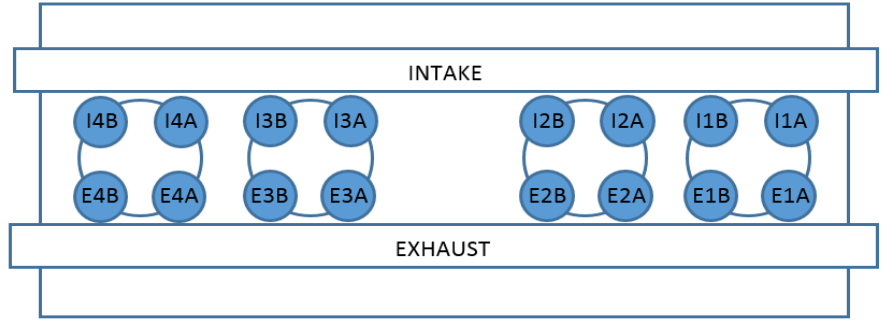 INTAKE
I4B I4A I3B I3A I2B I2A I1B I1A
E4B E4A E3B E3A E2B E2A E1B E1A
EXHAUST